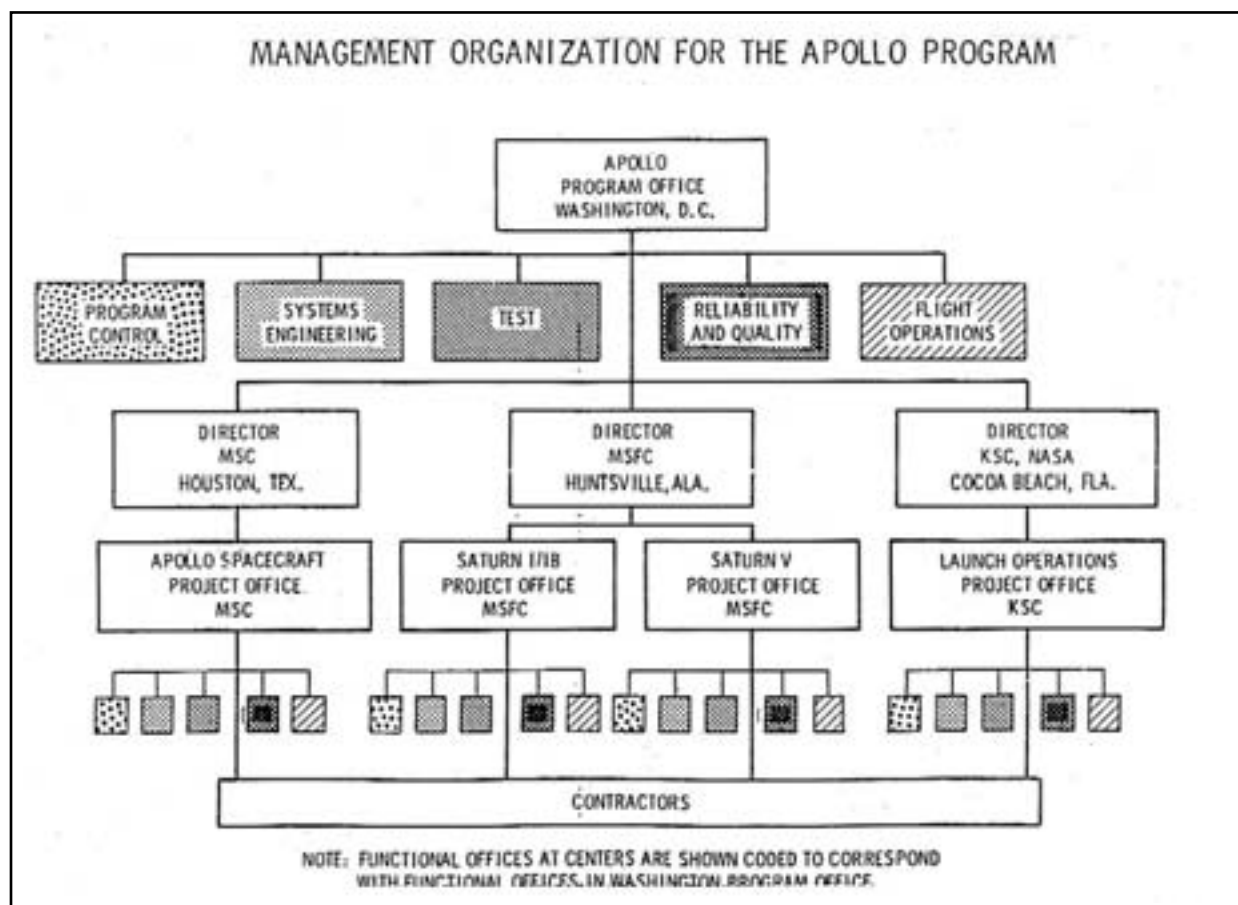 MANAGEMENT ORGANIZATION FOR THE APOLLO PROGRAM
APOLLO
PROGRAM OFFICE
WASHINGTON, D.C.
PROGRAM
CONTROL
SYSTEMS
ENGINEERING
TEST
RELIABILITY
AND QUALITY
FLIGHT
OPERATIONS
DIRECTOR
MSC
HOUSTON, TEX.
DIRECTOR
MSFC
HUNTSVILLE, ALA.
DIRECTOR
KSC, NASA
COCOA BEACH, FLA.
APOLLO SPACECRAFT
PROJECT OFFICE
MSC
SATURN I/IB
PROJECT OFFICE
MSFC
SATURN V
PROJECT OFFICE
MSFC
LAUNCH OPERATIONS
PROJECT OFFICE
KSC
CONTRACTORS
NOTE: FUNCTIONAL OFFICES AT CENTERS ARE SHOWN CODED TO CORRESPOND
WITH FUNCTIONAL OFFICES IN WASHINGTON PROGRAM OFFICE.